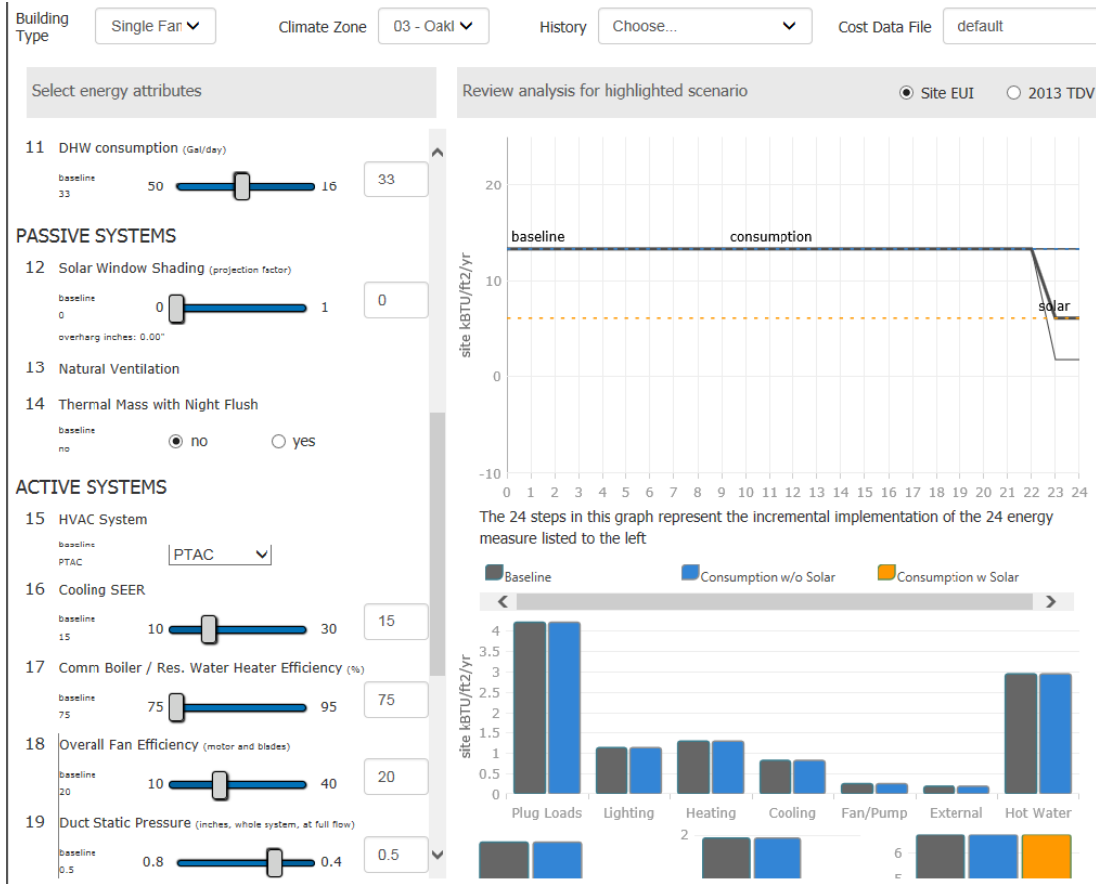 Building Type Single Fan Climate Zone 03 - Oakl History Choose... Cost Data File default
Select energy attributes
11 DHW consumption (Gal/day)
baseline
33 50 16 33
PASSIVE SYSTEMS
12 Solar Window Shading (projection factor)
baseline
0 0 1 0
overharg inches: 0.00"
13 Natural Ventilation
14 Thermal Mass with Night Flush
baseline
no no yes
ACTIVE SYSTEMS
15 HVAC System
baseline
PTAC PTAC
16 Cooling SEER
baseline
15 10 30 15
17 Comm Boiler / Res. Water Heater Efficiency (%)
baseline
75 75 95 75
18 Overall Fan Efficiency (motor and blades)
baseline
20 10 40 20
19 Duct Static Pressure (inches, whole system, at full flow)
baseline
0.5 0.8 0.4 0.5
Review analysis for highlighted scenario Site EUI 2013 TDV
site kBTU/ft2/yr
20
10
0
-10
baseline consumption
solar
0 1 2 3 4 5 6 7 8 9 10 11 12 13 14 15 16 17 18 19 20 21 22 23 24
The 24 steps in this graph represent the incremental implementation of the 24 energy
measure listed to the left
Baseline Consumption w/o Solar Consumption w Solar
site kBTU/ft2/yr
4
3.5
3
2.5
2
1.5
1
0.5
0
Plug Loads Lighting Heating Cooling Fan/Pump External Hot Water
2
6